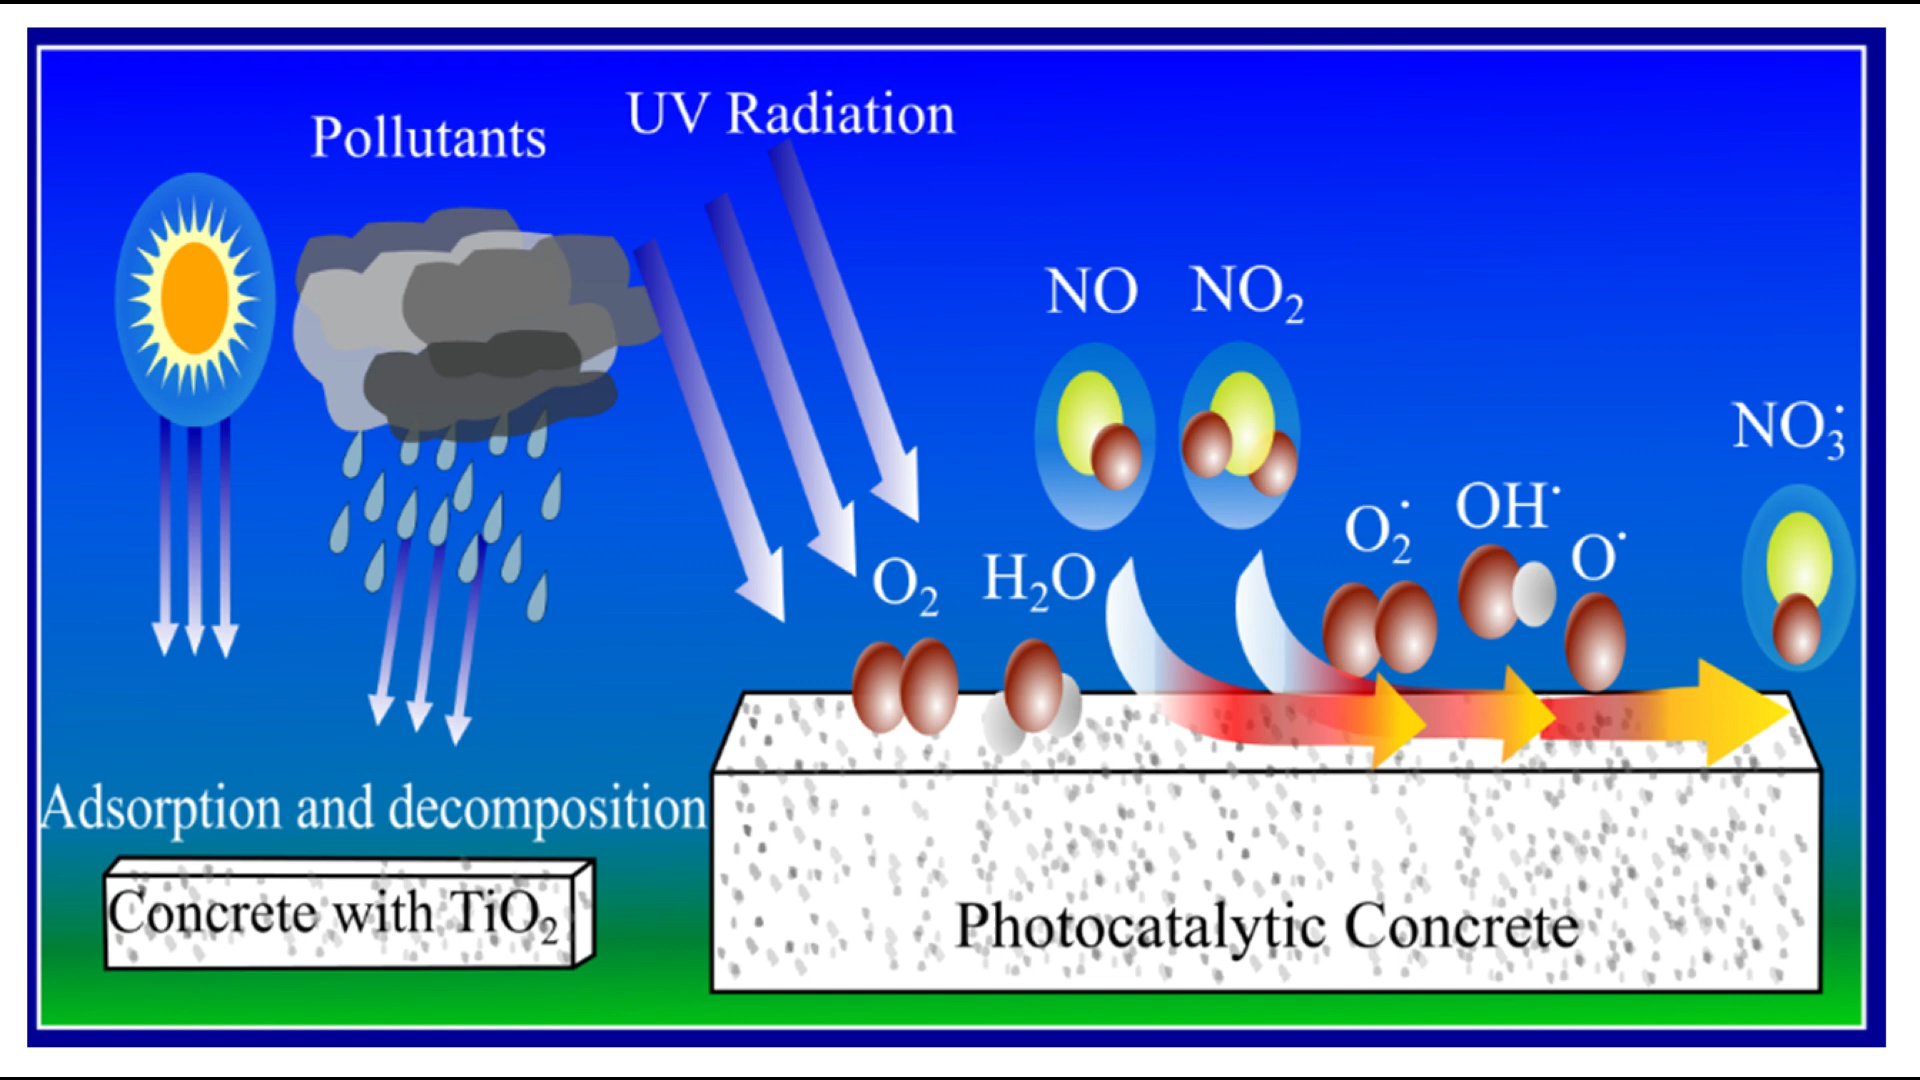 Pollutants
UV Radiation
NO
NO₂
NO₃˙
O₂˙
OH˙
O˙
O₂
H₂O
Adsorption and decomposition
Concrete with TiO₂
Photocatalytic Concrete